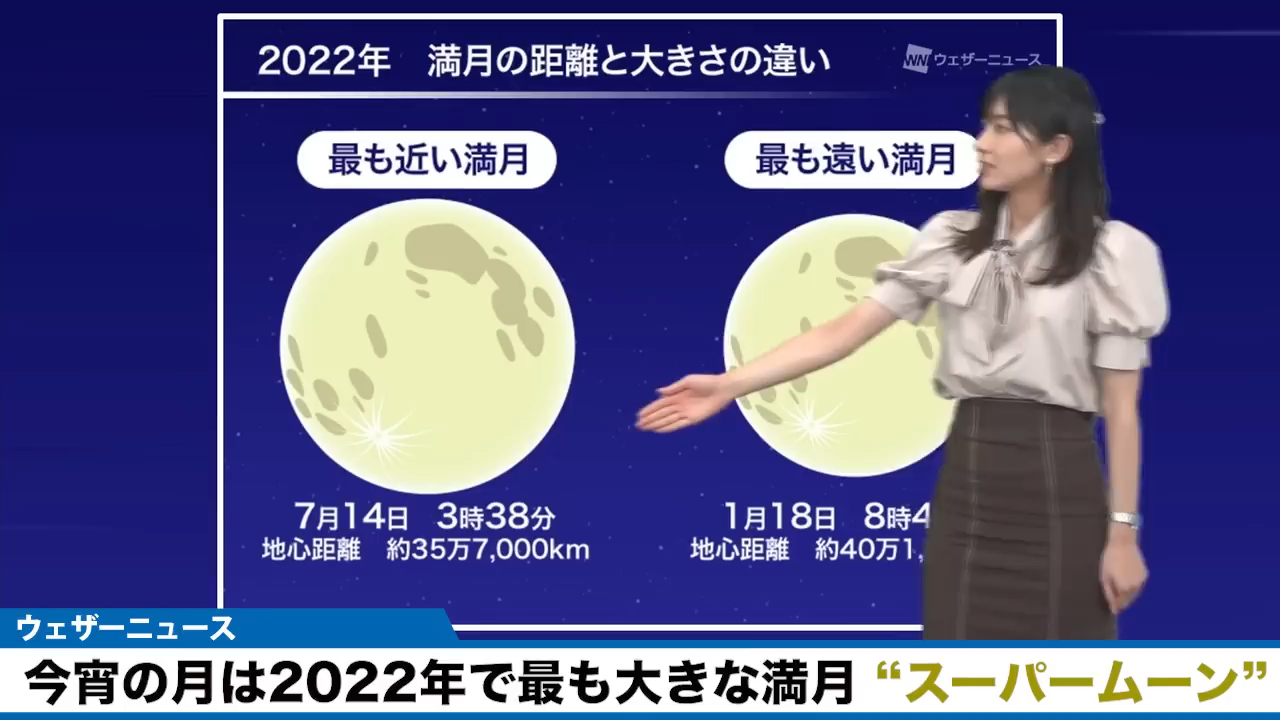 2022年 満月の距離と大きさの違い
WN ウェザーニュース
最も近い満月
最も遠い満月
7月14日 3時38分
地心距離 約35万7,000km
1月18日 8時4
地心距離 約40万1,
ウェザーニュース
今宵の月は2022年で最も大きな満月 “スーパームーン”